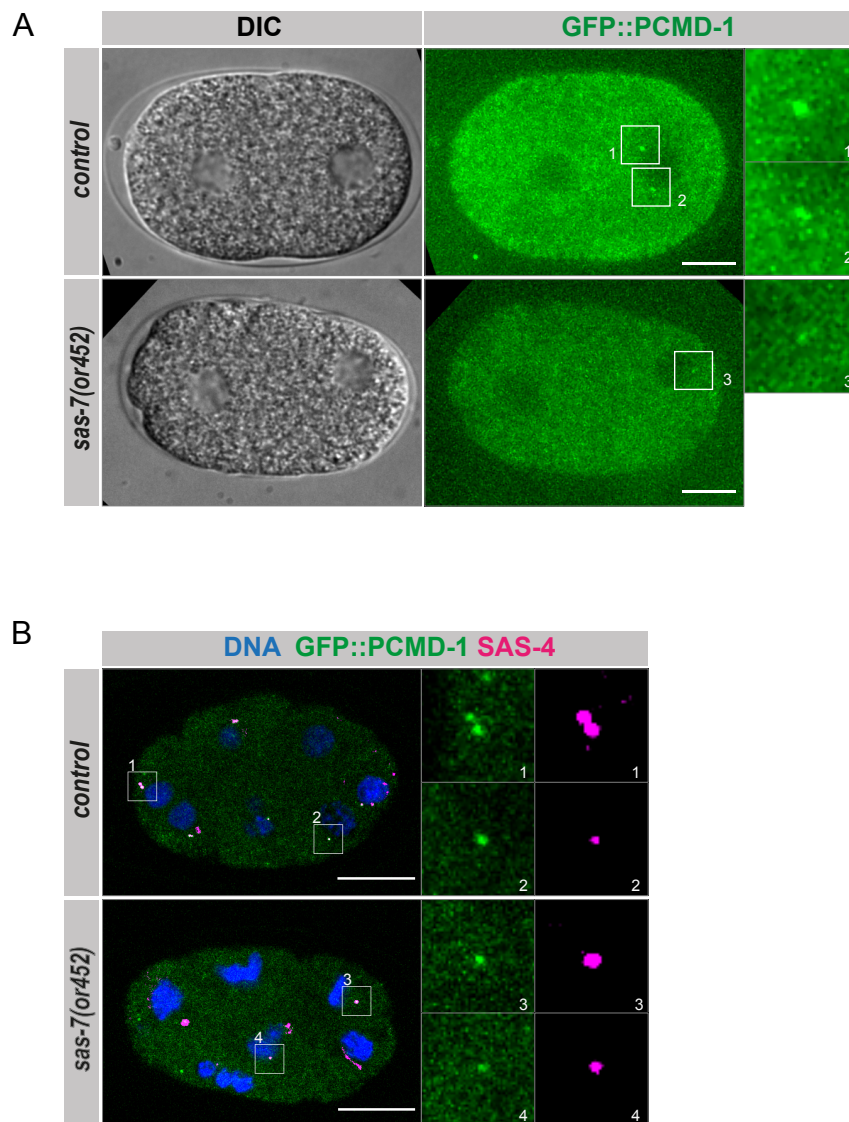 A
DIC GFP::PCMD-1
control
1
2
1
2
sas-7(or452)
3
3
B
DNA GFP::PCMD-1 SAS-4
control
1
2
1 1
2 2
sas-7(or452)
3
4
3 3
4 4